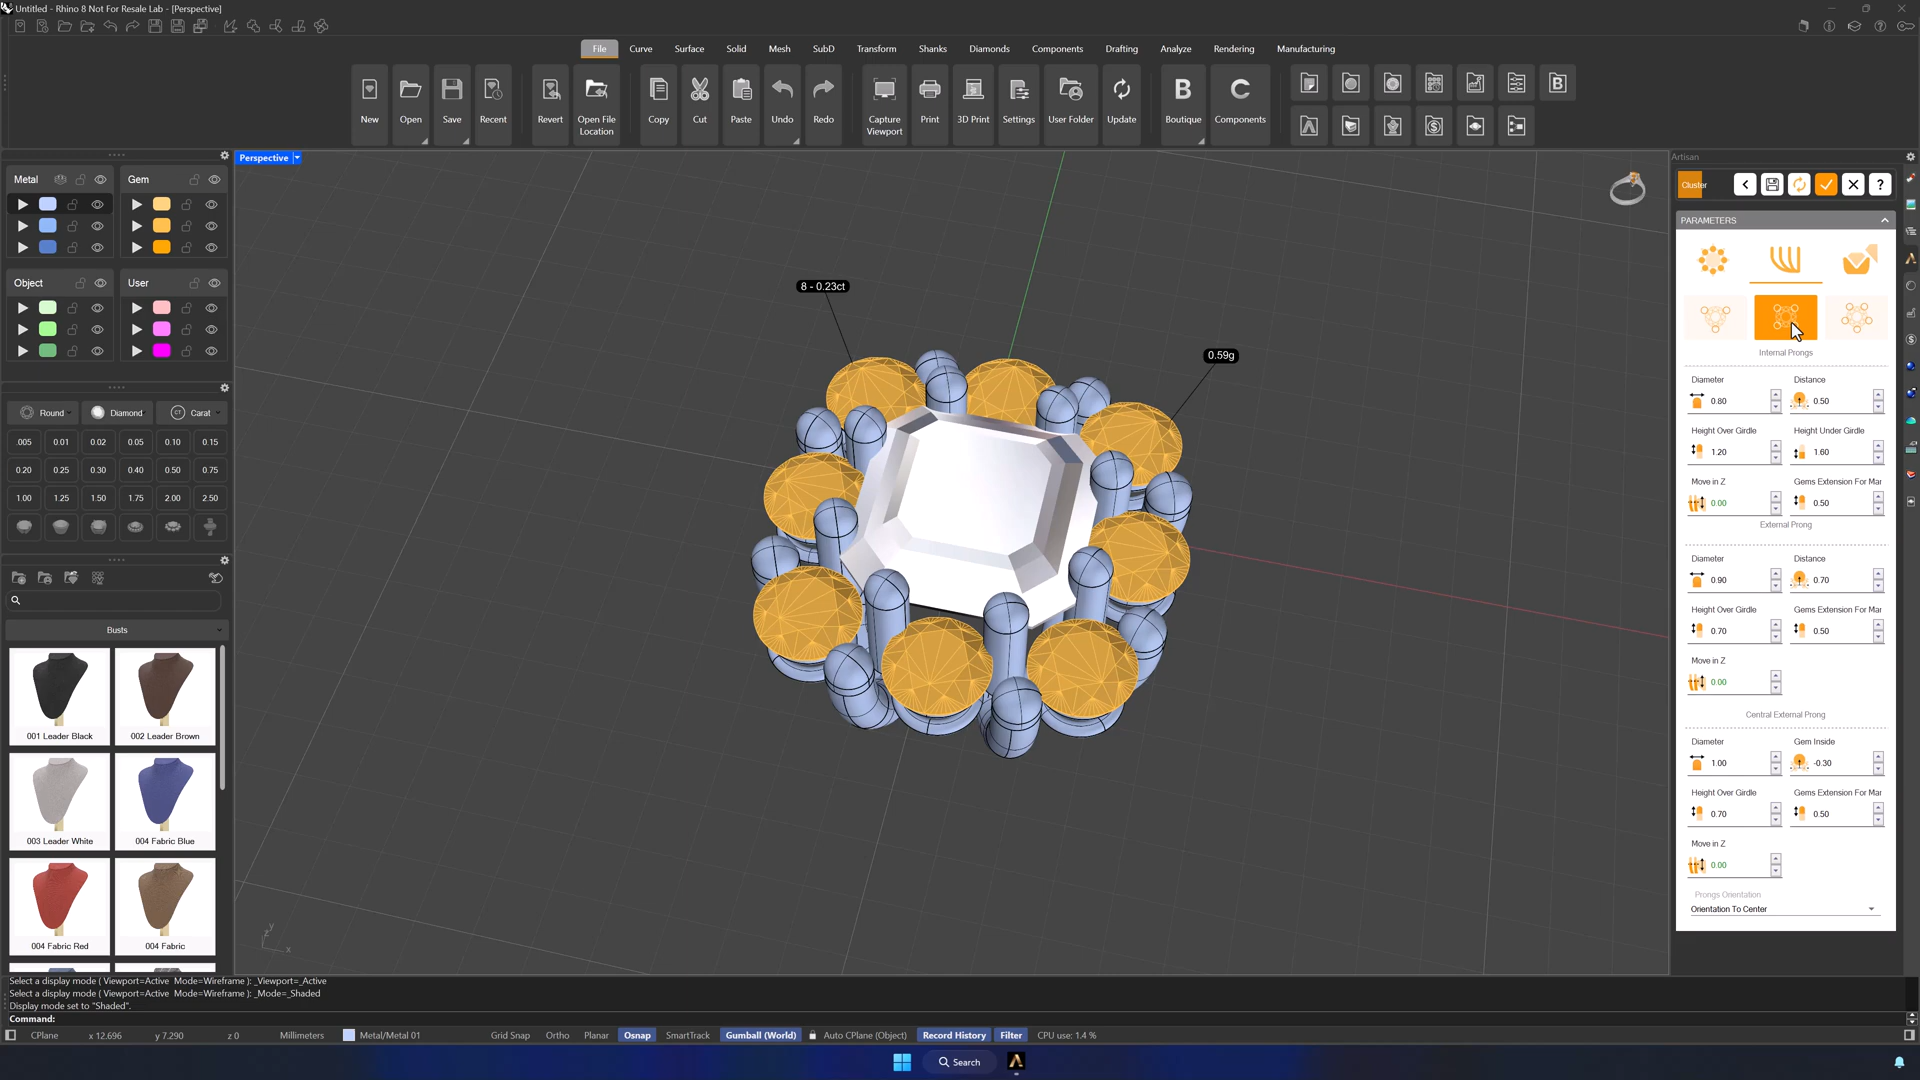 Untitled - Rhino 8 Not For Resale Lab - [Perspective]
File Curve Surface Solid Mesh SubD Transform Shanks Diamonds Components Drafting Analyze Rendering Manufacturing
New Open Save Recent Revert Open File Location Copy Cut Paste Undo Redo Capture Viewport Print 3D Print Settings User Folder Update Boutique Components
Perspective
Metal Gem
Object User
Round Diamond Carat
.005 0.01 0.02 0.05 0.10 0.15
0.20 0.25 0.30 0.40 0.50 0.75
1.00 1.25 1.50 1.75 2.00 2.50
Busts
001 Leader Black 002 Leader Brown
003 Leader White 004 Fabric Blue
004 Fabric Red 004 Fabric
8 - 0.23ct
0.59g
Artisan
Cluster
PARAMETERS
Internal Prongs
Diameter Distance
0.80 0.50
Height Over Girdle Height Under Girdle
1.20 1.60
Move in Z Gems Extension For Mar
0.00 0.50
External Prong
Diameter Distance
0.90 0.70
Height Over Girdle Gems Extension For Mar
0.70 0.50
Move in Z
0.00
Central External Prong
Diameter Gem Inside
1.00 -0.30
Height Over Girdle Gems Extension For Mar
0.70 0.50
Move in Z
0.00
Prongs Orientation
Orientation To Center
Select a display mode ( Viewport=Active Mode=Wireframe ): _Viewport=_Active
Select a display mode ( Viewport=Active Mode=Wireframe ): _Mode=_Shaded
Display mode set to "Shaded".
Command:
CPlane x 12.696 y 7.290 z 0 Millimeters Metal/Metal 01 Grid Snap Ortho Planar Osnap SmartTrack Gumball (World) Auto CPlane (Object) Record History Filter CPU use: 1.4 %
Search